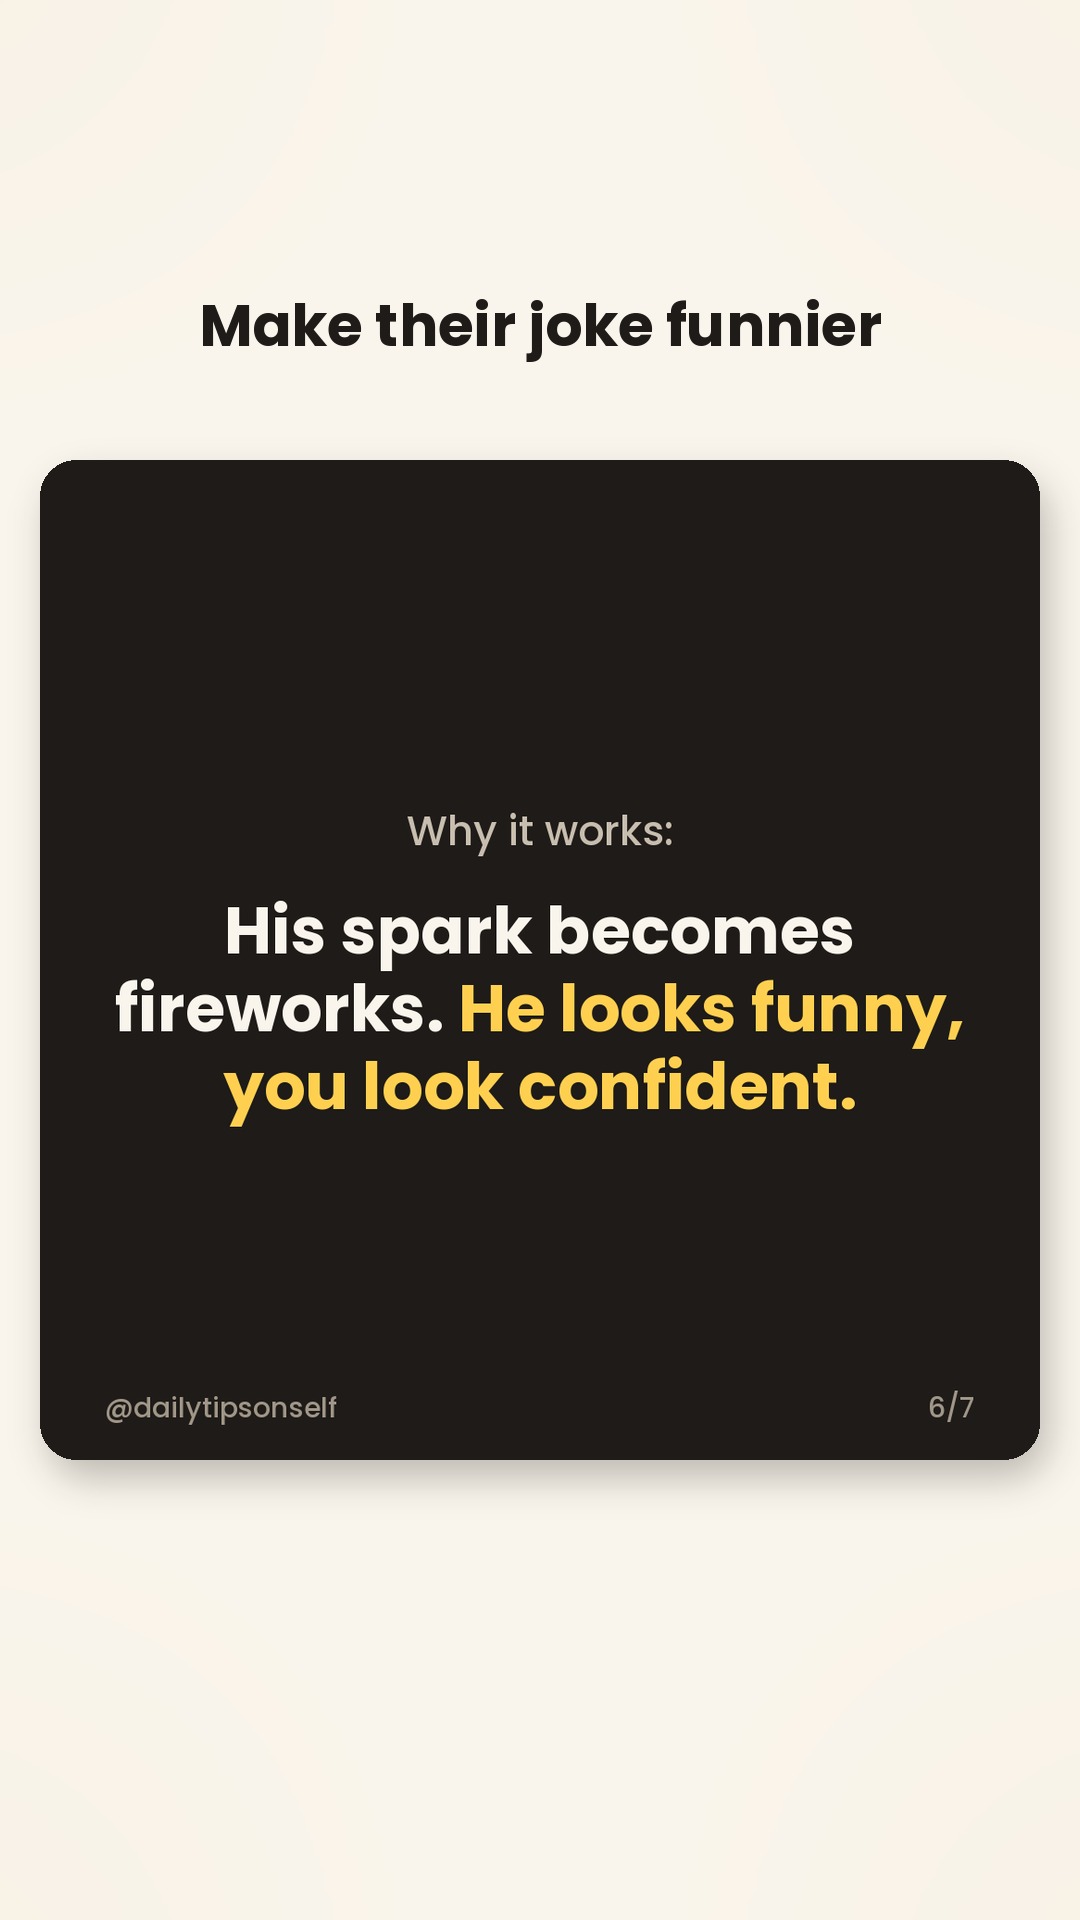 Make their joke funnier
Why it works:
His spark becomes
fireworks. He looks funny,
you look confident.
@dailytipsonself
6/7